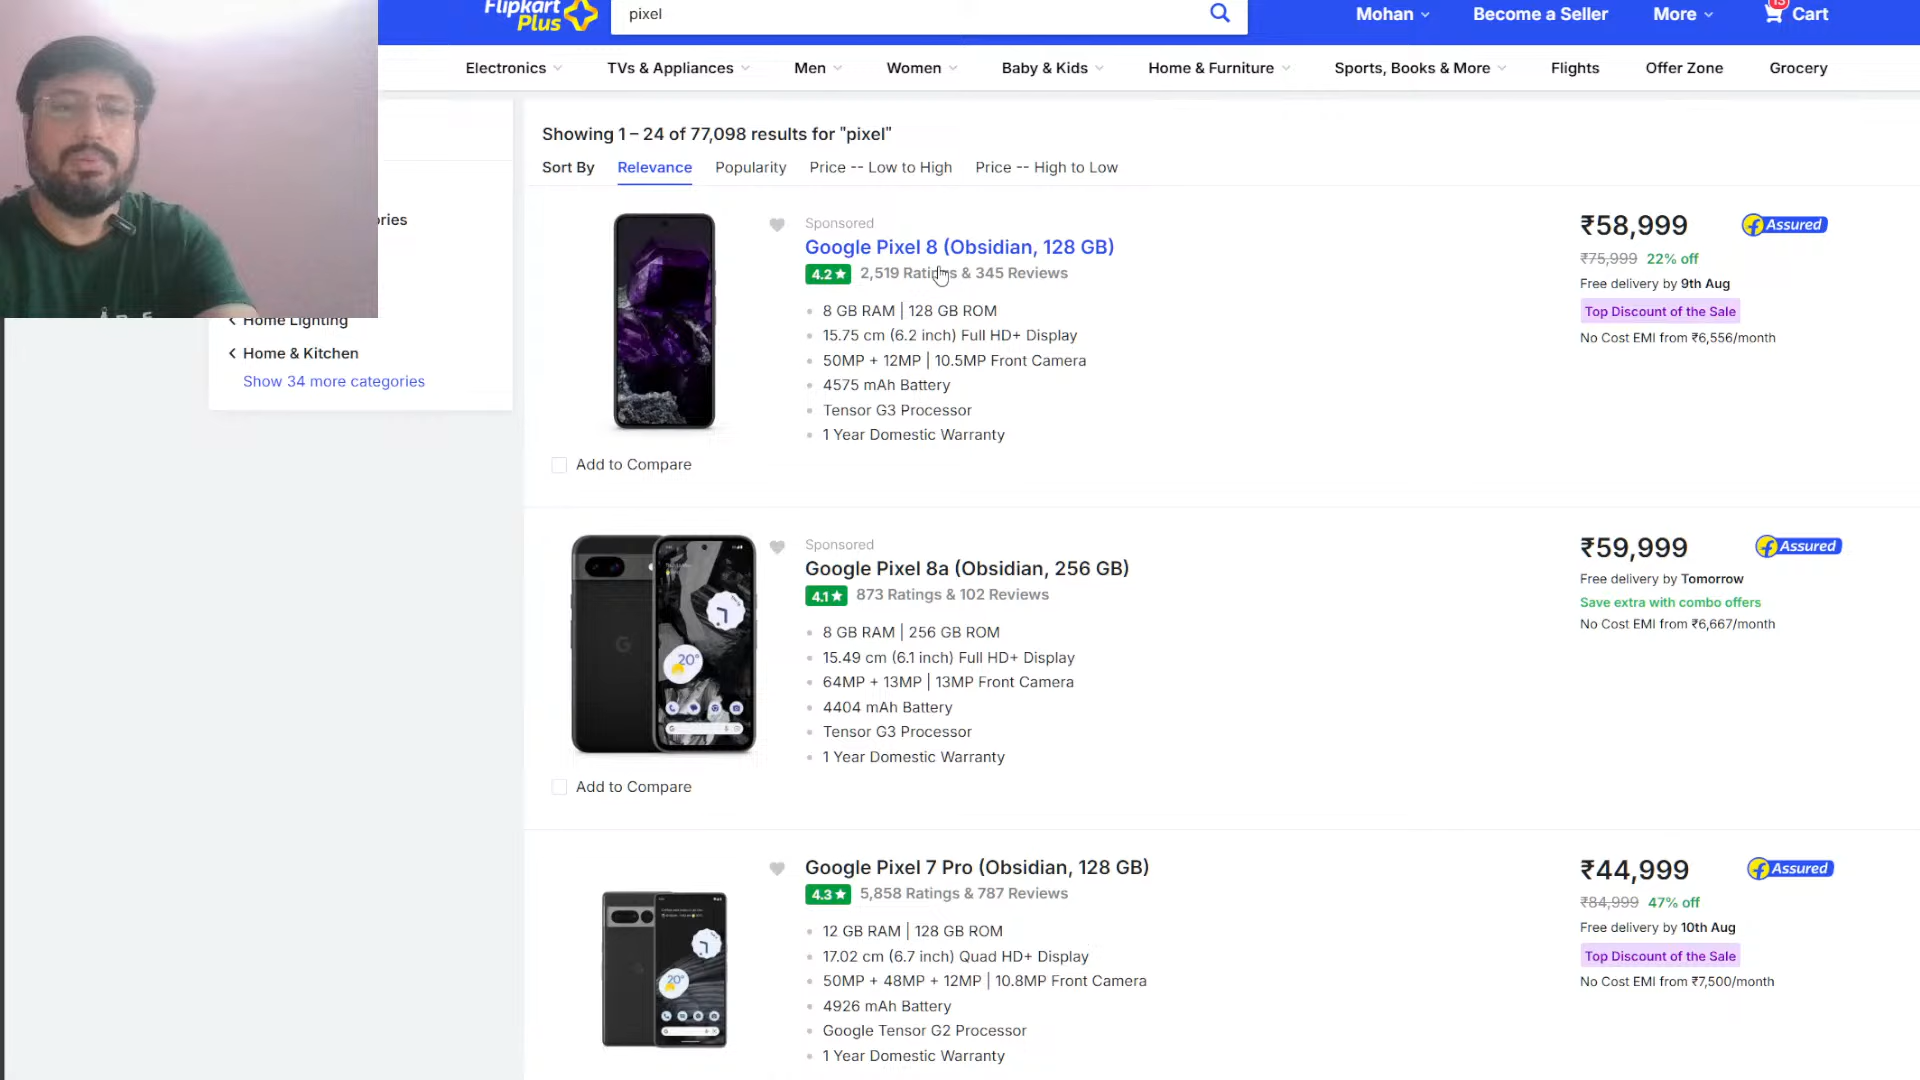 Flipkart
Plus
pixel
Mohan
Become a Seller
More
13
Cart
Electronics
TVs & Appliances
Men
Women
Baby & Kids
Home & Furniture
Sports, Books & More
Flights
Offer Zone
Grocery
ories
Home Lighting
Home & Kitchen
Show 34 more categories
Showing 1 – 24 of 77,098 results for "pixel"
Sort By
Relevance
Popularity
Price -- Low to High
Price -- High to Low
Sponsored
Google Pixel 8 (Obsidian, 128 GB)
4.2★ 2,519 Ratings & 345 Reviews
8 GB RAM | 128 GB ROM
15.75 cm (6.2 inch) Full HD+ Display
50MP + 12MP | 10.5MP Front Camera
4575 mAh Battery
Tensor G3 Processor
1 Year Domestic Warranty
Add to Compare
₹58,999
Assured
₹75,999 22% off
Free delivery by 9th Aug
Top Discount of the Sale
No Cost EMI from ₹6,556/month
Sponsored
Google Pixel 8a (Obsidian, 256 GB)
4.1★ 873 Ratings & 102 Reviews
8 GB RAM | 256 GB ROM
15.49 cm (6.1 inch) Full HD+ Display
64MP + 13MP | 13MP Front Camera
4404 mAh Battery
Tensor G3 Processor
1 Year Domestic Warranty
Add to Compare
₹59,999
Assured
Free delivery by Tomorrow
Save extra with combo offers
No Cost EMI from ₹6,667/month
Google Pixel 7 Pro (Obsidian, 128 GB)
4.3★ 5,858 Ratings & 787 Reviews
12 GB RAM | 128 GB ROM
17.02 cm (6.7 inch) Quad HD+ Display
50MP + 48MP + 12MP | 10.8MP Front Camera
4926 mAh Battery
Google Tensor G2 Processor
1 Year Domestic Warranty
₹44,999
Assured
₹84,999 47% off
Free delivery by 10th Aug
Top Discount of the Sale
No Cost EMI from ₹7,500/month